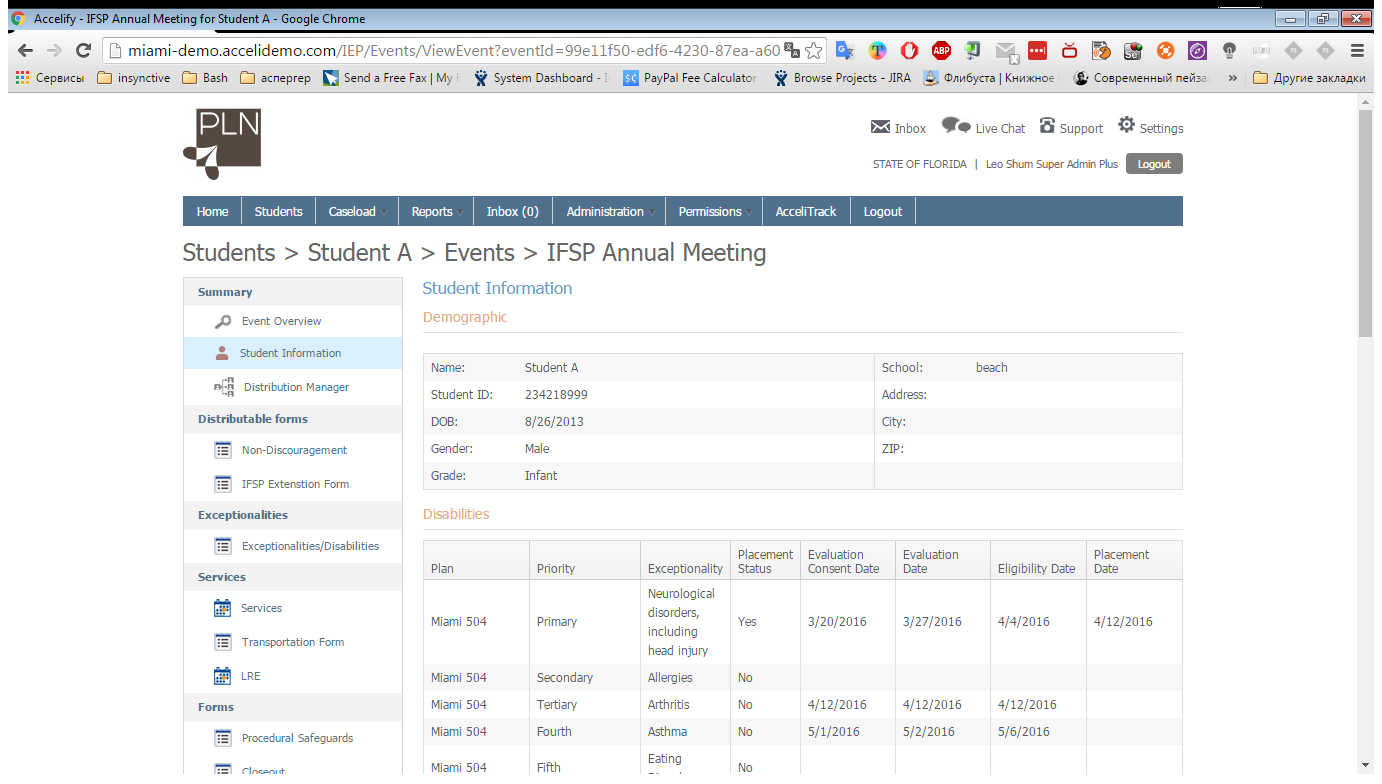 Accelify - IFSP Annual Meeting for Student A - Google Chrome
miami-demo.accelidemo.com/IEP/Events/ViewEvent?eventId=99e11f50-edf6-4230-87ea-a60
ABP
Se
Сервисы insynctive Bash аспергер Send a Free Fax | My System Dashboard - PayPal Fee Calculator Browse Projects - JIRA Флибуста | Книжное Современный пейза » Другие закладки
PLN
Inbox Live Chat Support Settings
STATE OF FLORIDA | Leo Shum Super Admin Plus Logout
Home Students Caseload Reports Inbox (0) Administration Permissions AcceliTrack Logout
Students > Student A > Events > IFSP Annual Meeting
Summary
Event Overview
Student Information
Distribution Manager
Distributable forms
Non-Discouragement
IFSP Extenstion Form
Exceptionalities
Exceptionalities/Disabilities
Services
Services
Transportation Form
LRE
Forms
Procedural Safeguards
Closeout
Student Information
Demographic
Name: Student A School: beach
Student ID: 234218999 Address:
DOB: 8/26/2013 City:
Gender: Male ZIP:
Grade: Infant
Disabilities
Plan Priority Exceptionality Placement Status Evaluation Consent Date Evaluation Date Eligibility Date Placement Date
Miami 504 Primary Neurological disorders, including head injury Yes 3/20/2016 3/27/2016 4/4/2016 4/12/2016
Miami 504 Secondary Allergies No
Miami 504 Tertiary Arthritis No 4/12/2016 4/12/2016 4/12/2016
Miami 504 Fourth Asthma No 5/1/2016 5/2/2016 5/6/2016
Miami 504 Fifth Eating No